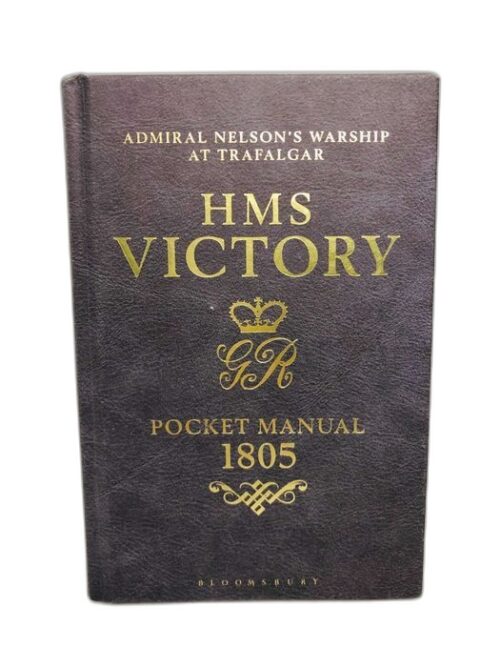 ADMIRAL NELSON'S WARSHIP
AT TRAFALGAR
HMS
VICTORY
GR
POCKET MANUAL
1805
BLOOMSBURY